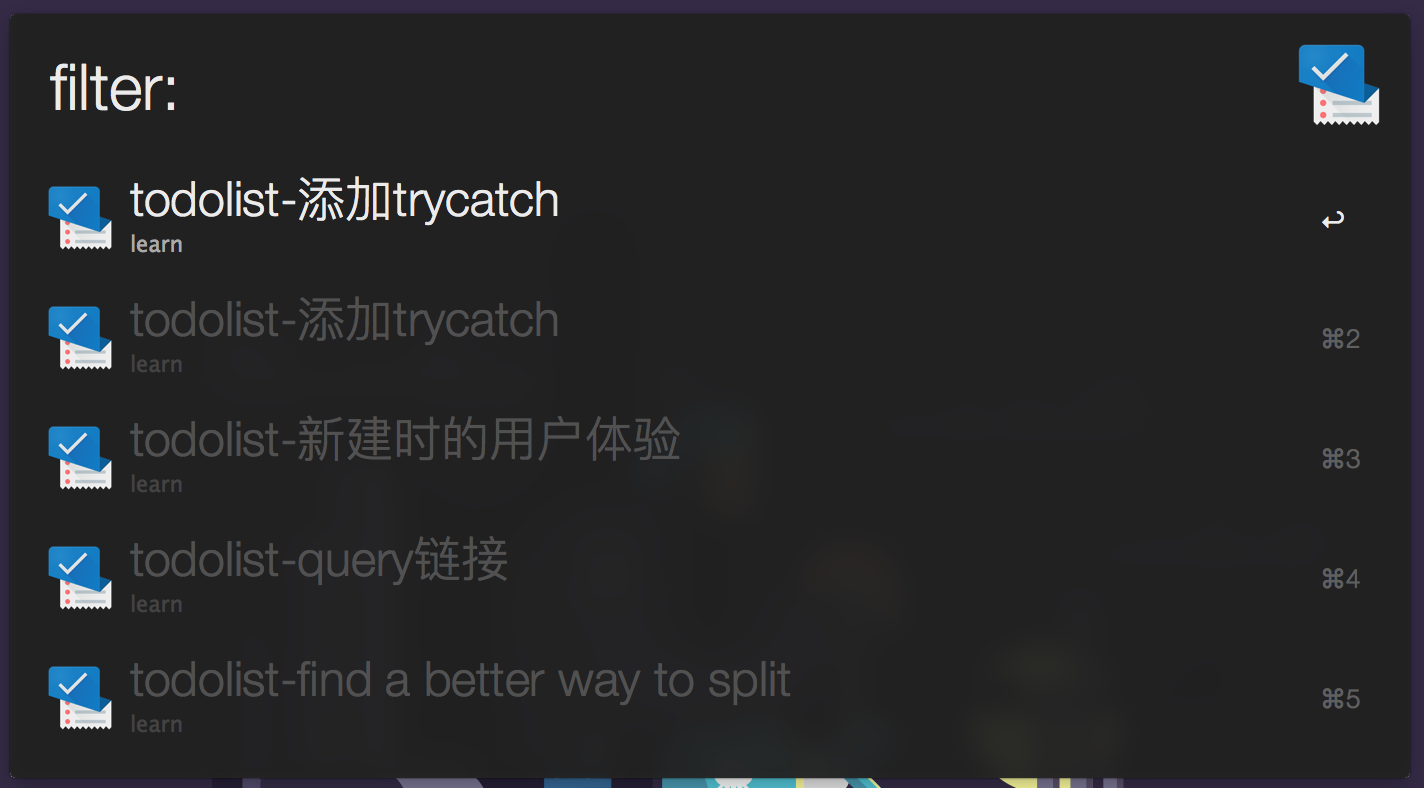 filter:
todolist-添加trycatch
learn
↩
todolist-添加trycatch
learn
⌘2
todolist-新建时的用户体验
learn
⌘3
todolist-query链接
learn
⌘4
todolist-find a better way to split
learn
⌘5